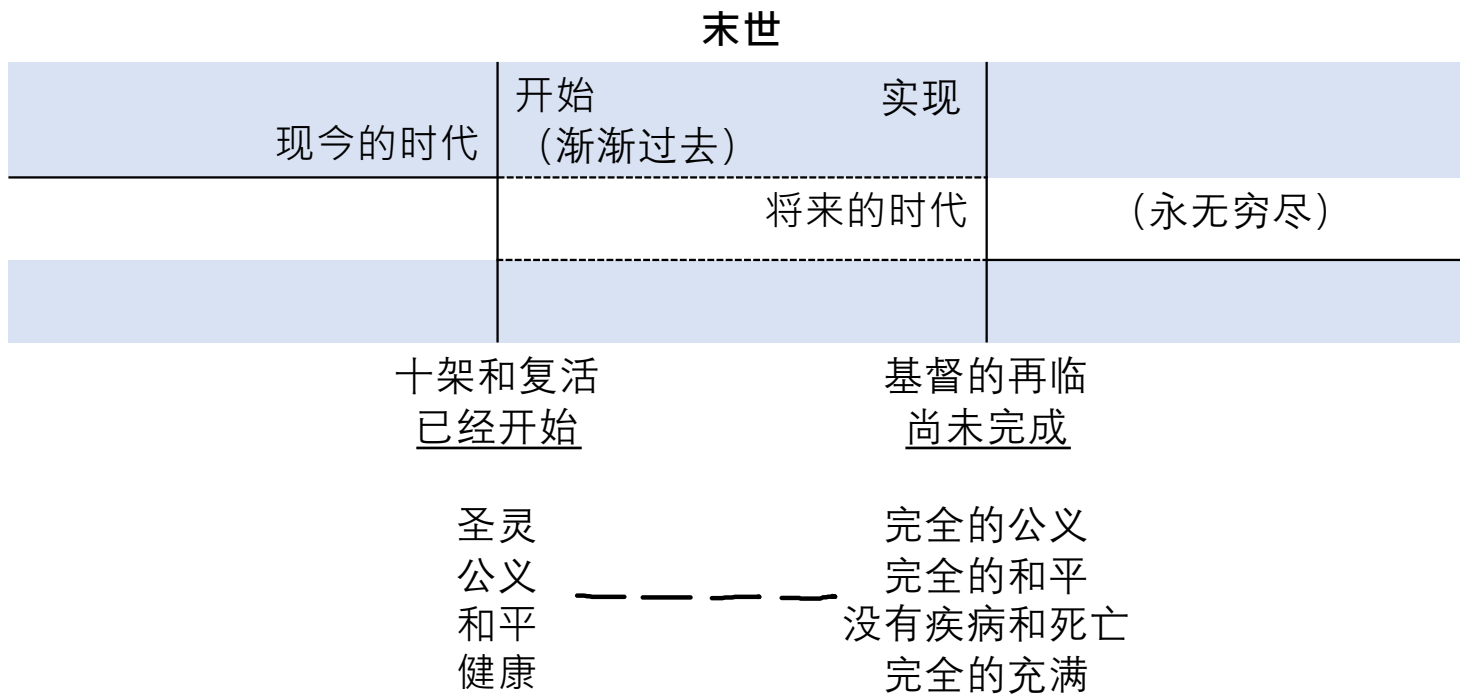 末世
开始 实现
现今的时代 （渐渐过去）
将来的时代 （永无穷尽）
十架和复活 基督的再临
已经开始 尚未完成
圣灵 完全的公义
公义 完全的和平
和平 没有疾病和死亡
健康 完全的充满